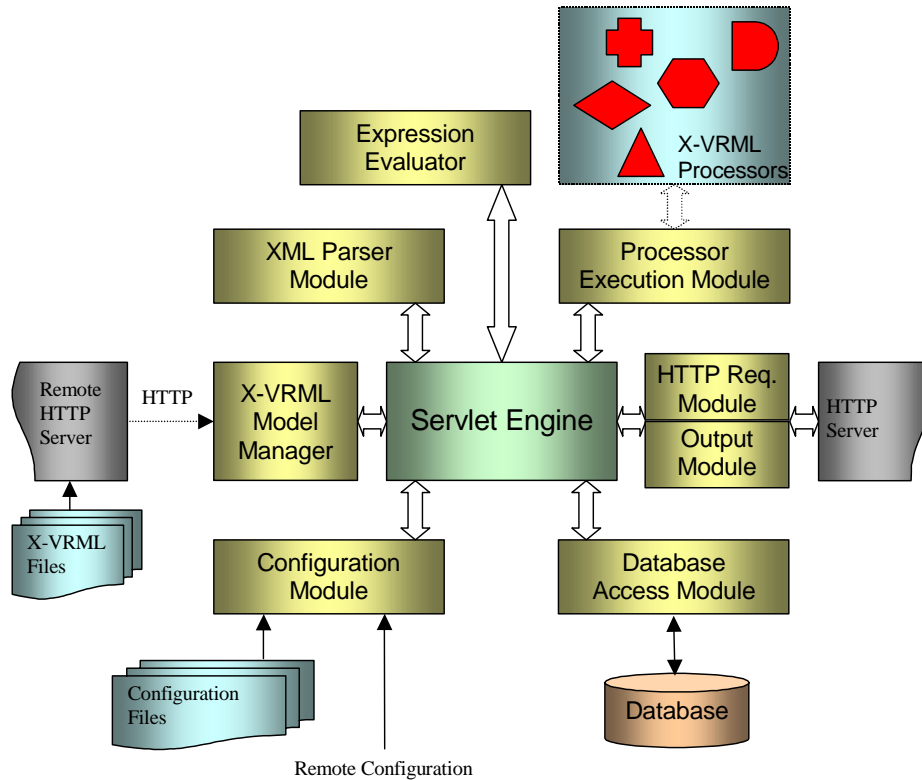 Expression
Evaluator
X-VRML
Processors
XML Parser
Module
Processor
Execution Module
Remote
HTTP
Server
HTTP
X-VRML
Model
Manager
Servlet Engine
HTTP Req.
Module
Output
Module
HTTP
Server
X-VRML
Files
Configuration
Module
Database
Access Module
Configuration
Files
Database
Remote Configuration